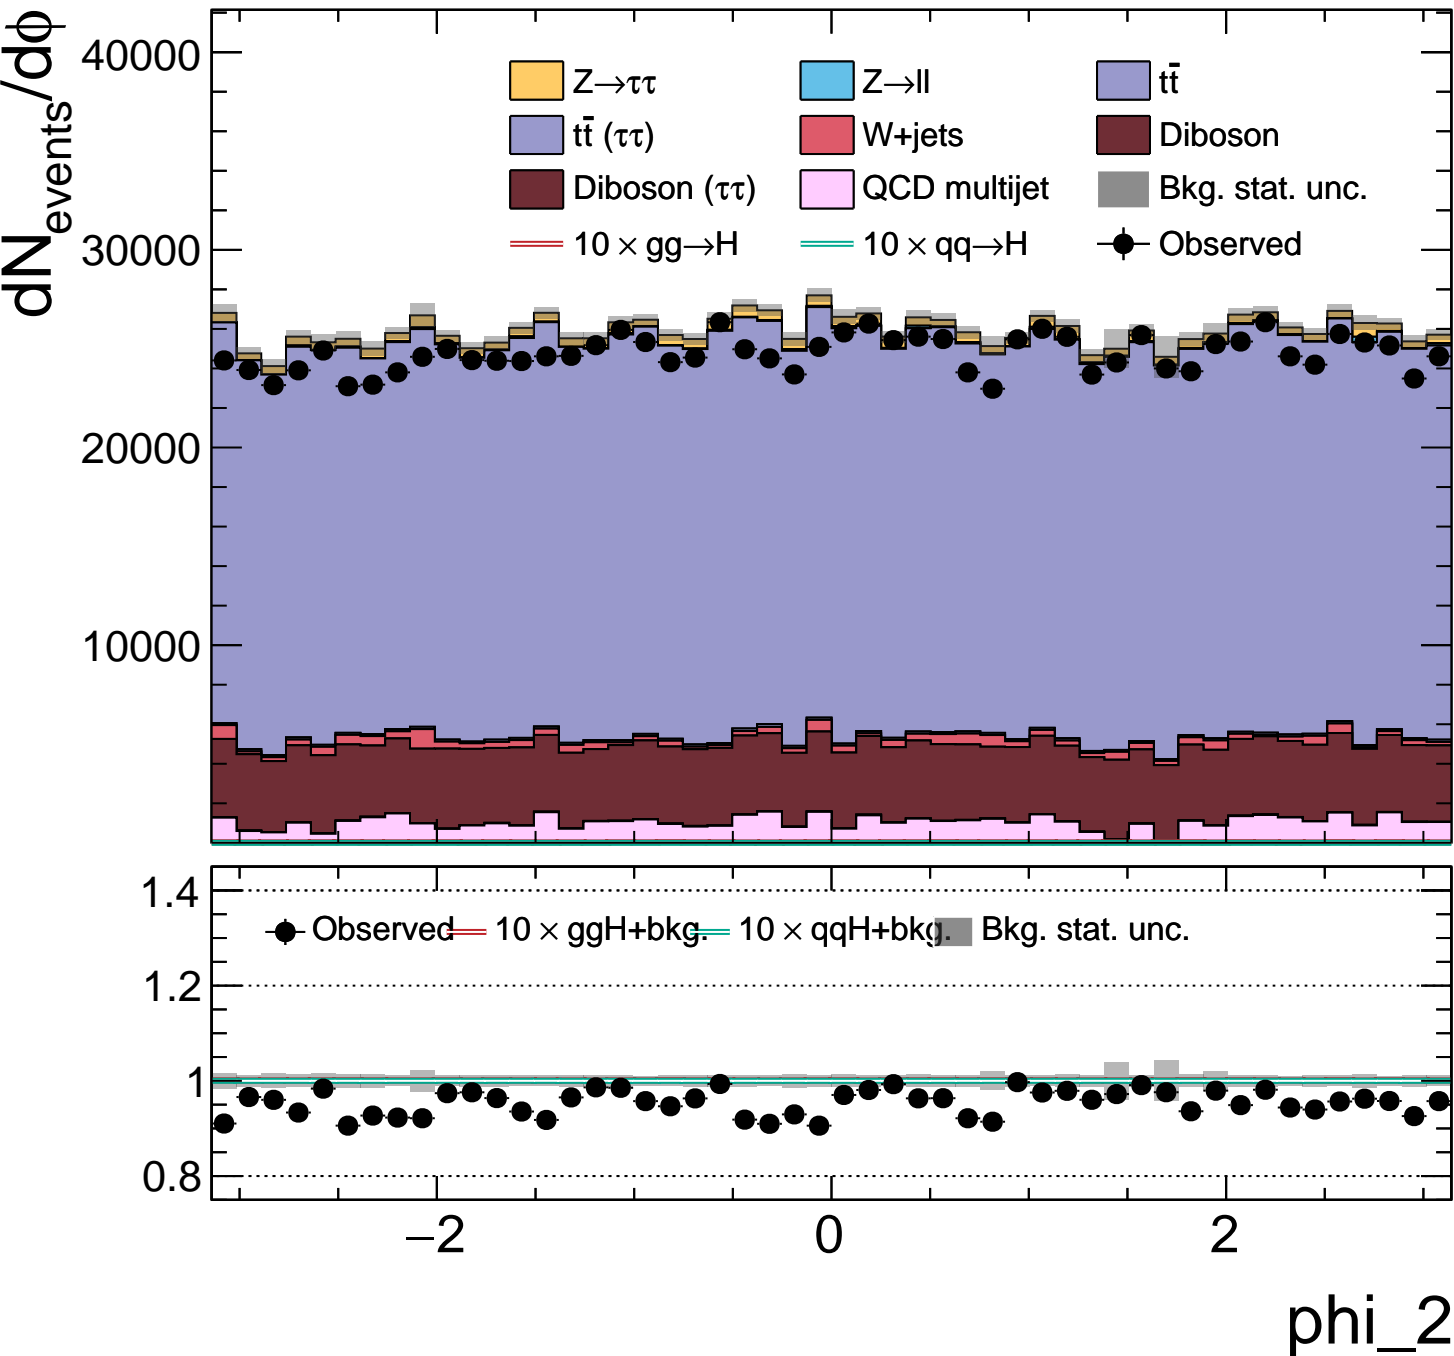 dN_events/dϕ
40000
30000
20000
10000
Z→ττ Z→ll tt̄
tt̄ (ττ) W+jets Diboson
Diboson (ττ) QCD multijet Bkg. stat. unc.
10 × gg→H 10 × qq→H Observed
1.4
1.2
1
0.8
Observed 10 × ggH+bkg. 10 × qqH+bkg. Bkg. stat. unc.
−2 0 2
phi_2